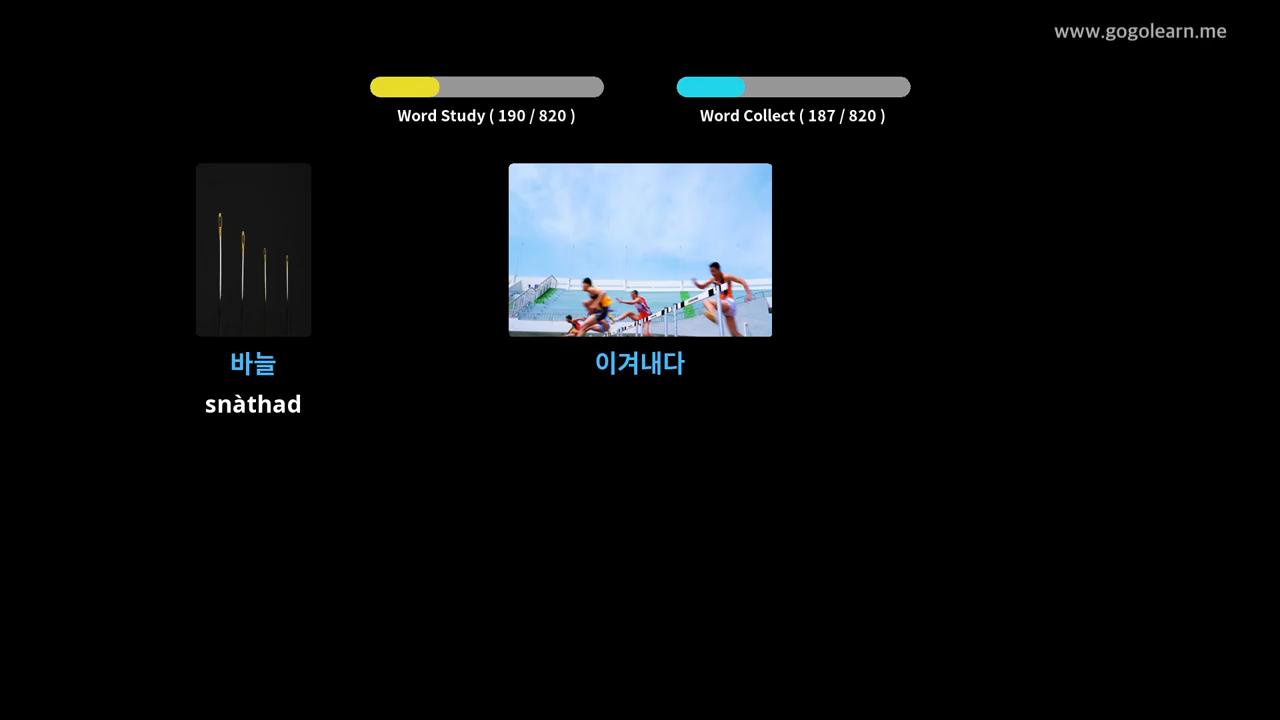 www.gogolearn.me
Word Study ( 190 / 820 )
Word Collect ( 187 / 820 )
바늘
이겨내다
snàthad